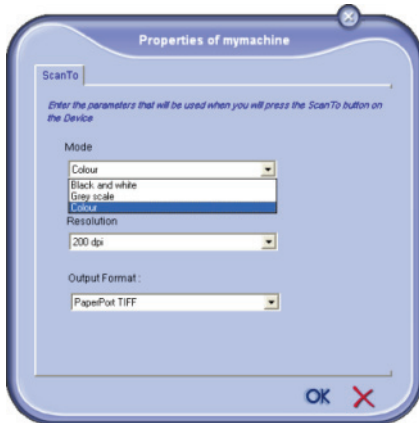 Properties of mymachine
ScanTo
Enter the parameters that will be used when you will press the ScanTo button on
the Device
Mode
Colour
Black and white
Grey scale
Colour
Resolution
200 dpi
Output Format :
PaperPort TIFF
OK